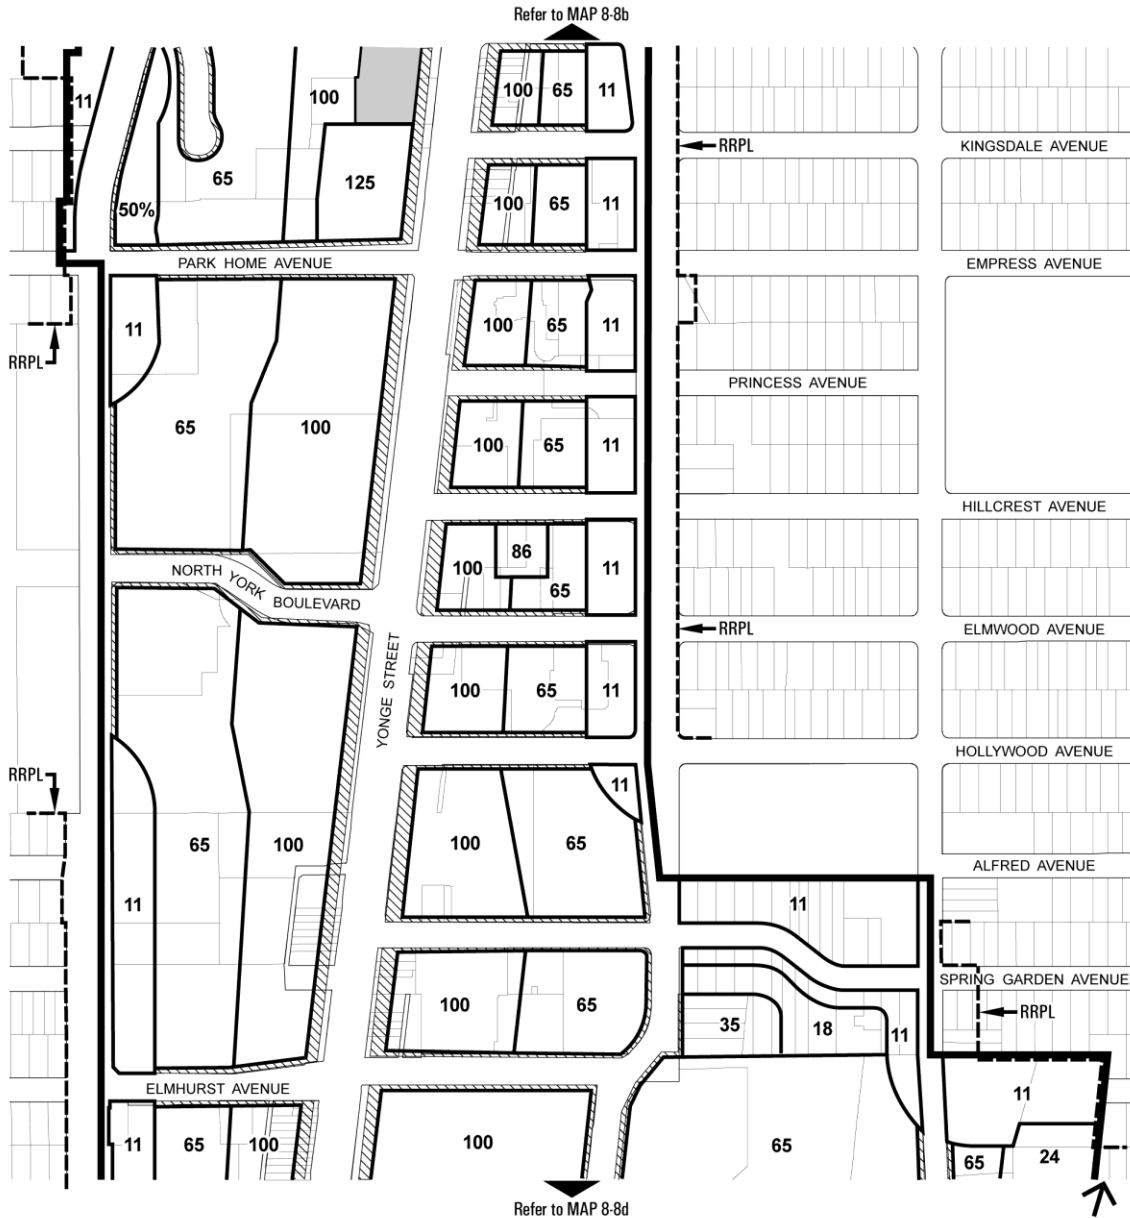 Refer to MAP 8-8b
100 65 11
11
100
RRPL
KINGSDALE AVENUE
65
125
50%
100 65 11
PARK HOME AVENUE
EMPRESS AVENUE
11
100 65 11
RRPL
PRINCESS AVENUE
65
100
100 65 11
HILLCREST AVENUE
86
100
65
11
NORTH YORK BOULEVARD
RRPL
ELMWOOD AVENUE
YONGE STREET
100 65 11
HOLLYWOOD AVENUE
RRPL
11
65
100
100
65
ALFRED AVENUE
11
11
SPRING GARDEN AVENUE
100
65
35
18
11
RRPL
ELMHURST AVENUE
11
11
65
100
100
65
65
24
Refer to MAP 8-8d